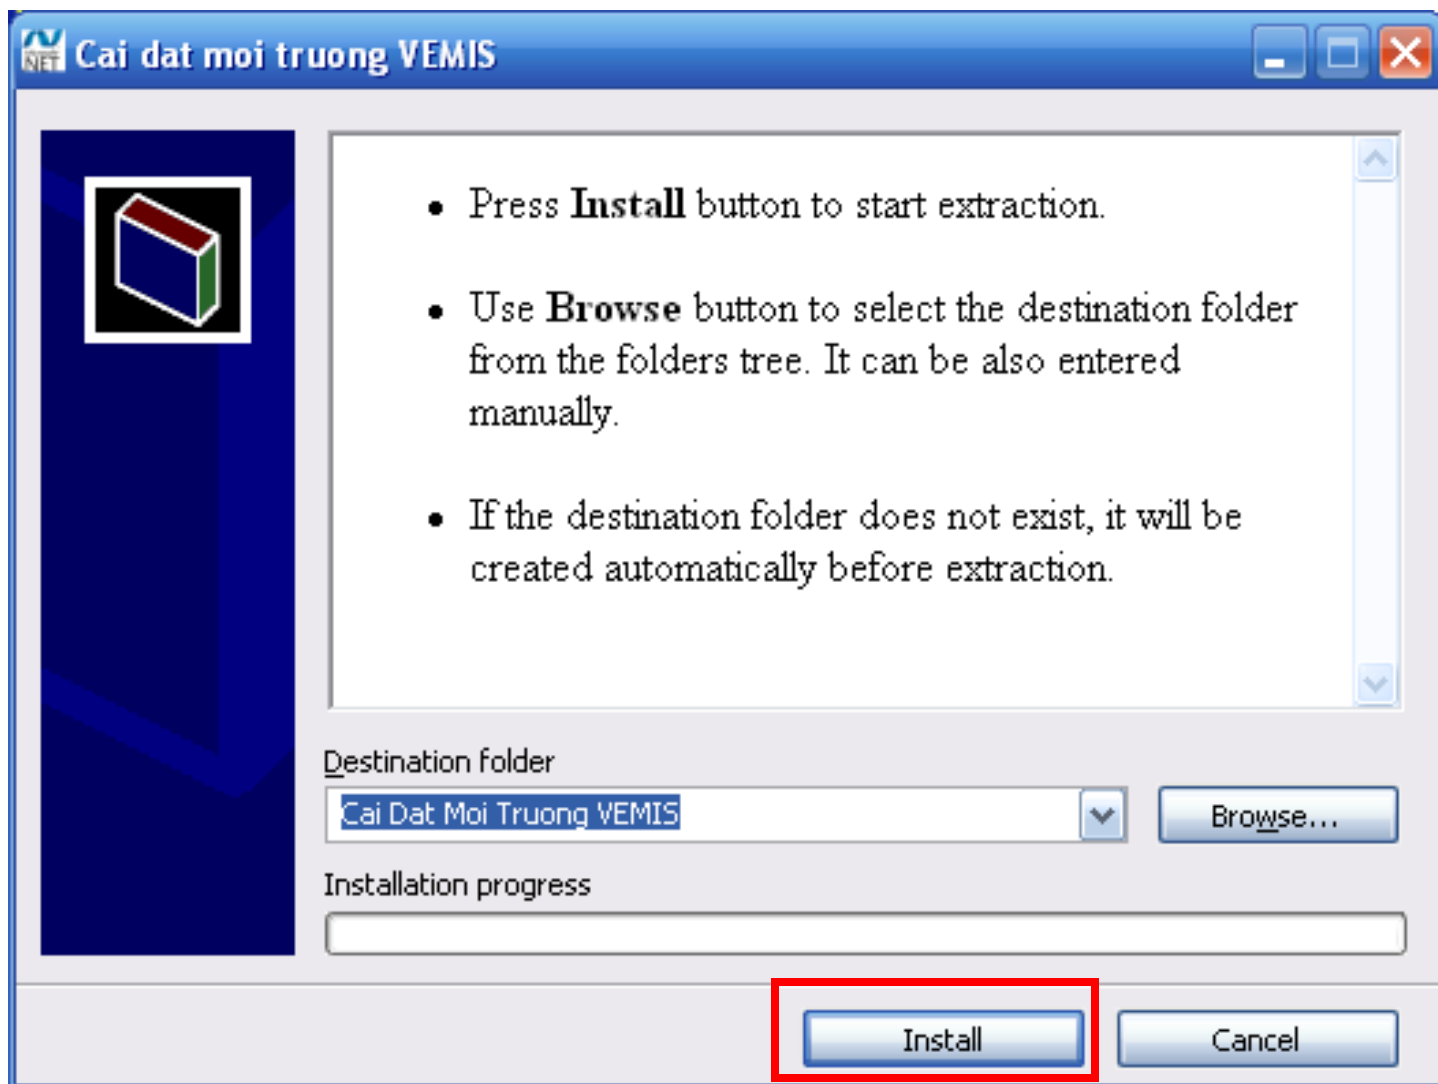 Cai dat moi truong VEMIS
NET
• Press Install button to start extraction.
• Use Browse button to select the destination folder
from the folders tree. It can be also entered
manually.
• If the destination folder does not exist, it will be
created automatically before extraction.
Destination folder
Cai Dat Moi Truong VEMIS
Browse...
Installation progress
Install
Cancel